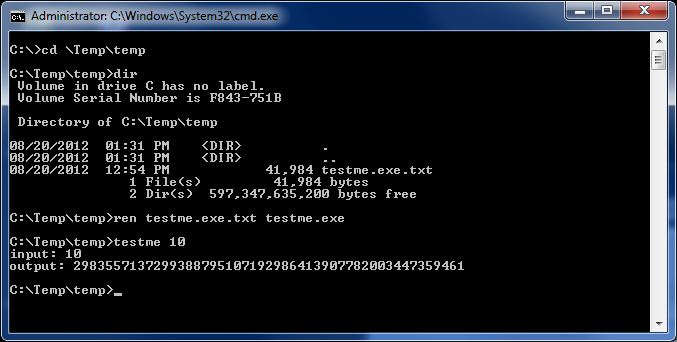 Administrator: C:\Windows\System32\cmd.exe
C:\>cd \Temp\temp
C:\Temp\temp>dir
Volume in drive C has no label.
Volume Serial Number is F843-751B
Directory of C:\Temp\temp
08/20/2012  01:31 PM    <DIR>          .
08/20/2012  01:31 PM    <DIR>          ..
08/20/2012  12:54 PM            41,984 testme.exe.txt
1 File(s)         41,984 bytes
2 Dir(s)  597,347,635,200 bytes free
C:\Temp\temp>ren testme.exe.txt testme.exe
C:\Temp\temp>testme 10
input: 10
output: 2983557137299388795107192986413907782003447359461
C:\Temp\temp>_